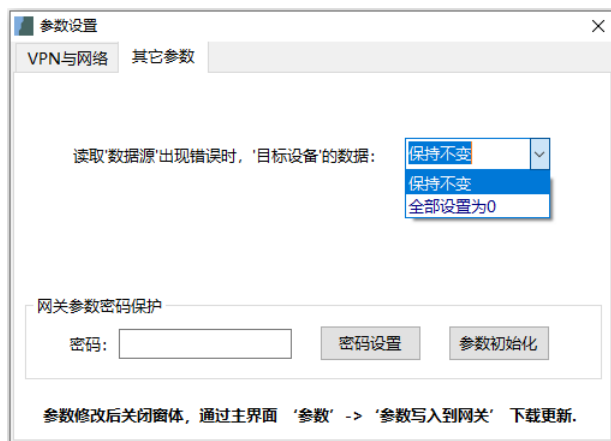 参数设置
VPN与网络 其它参数
读取'数据源'出现错误时，'目标设备'的数据： 保持不变
保持不变
全部设置为0
网关参数密码保护
密码： 密码设置 参数初始化
参数修改后关闭窗体，通过主界面 ‘参数’ -> ‘参数写入到网关’ 下载更新.